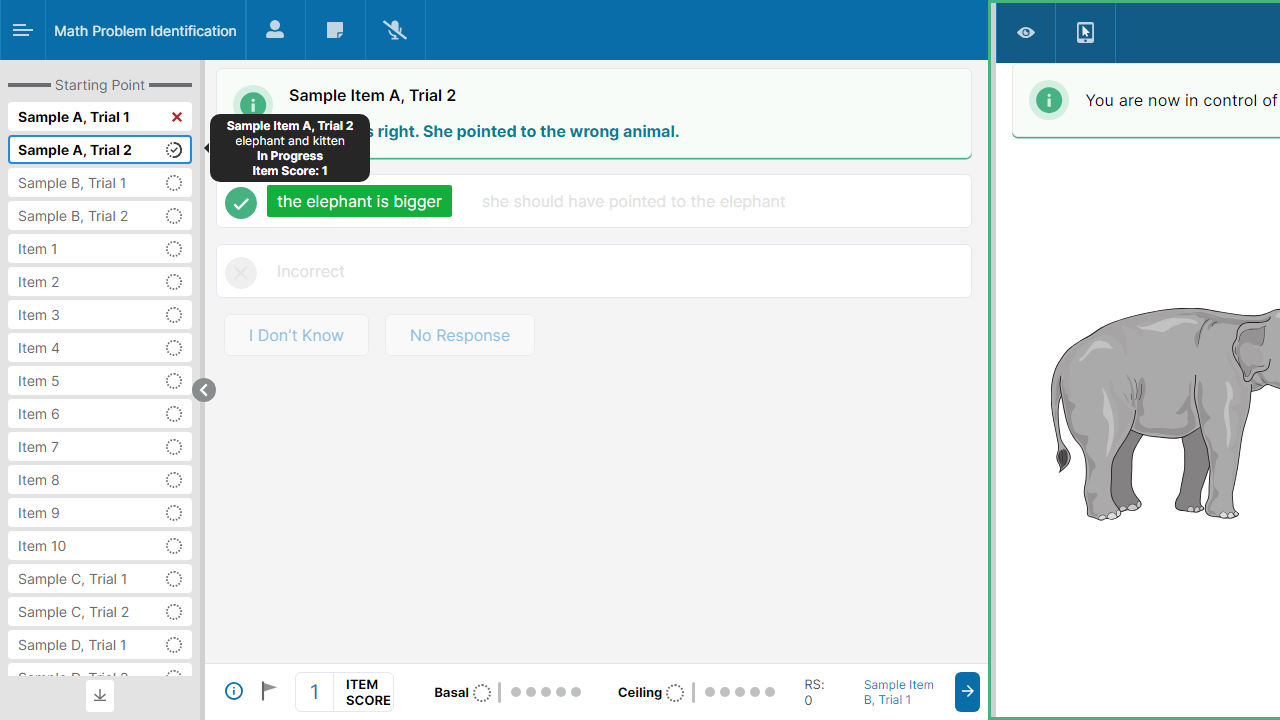 Math Problem Identification
Starting Point
Sample A, Trial 1
Sample A, Trial 2
Sample B, Trial 1
Sample B, Trial 2
Item 1
Item 2
Item 3
Item 4
Item 5
Item 6
Item 7
Item 8
Item 9
Item 10
Sample C, Trial 1
Sample C, Trial 2
Sample D, Trial 1
Sample Item A, Trial 2
right. She pointed to the wrong animal.
Sample Item A, Trial 2
elephant and kitten
In Progress
Item Score: 1
the elephant is bigger
she should have pointed to the elephant
Incorrect
I Don't Know
No Response
1
ITEM
SCORE
Basal
Ceiling
RS:
0
Sample Item
B, Trial 1
You are now in control of